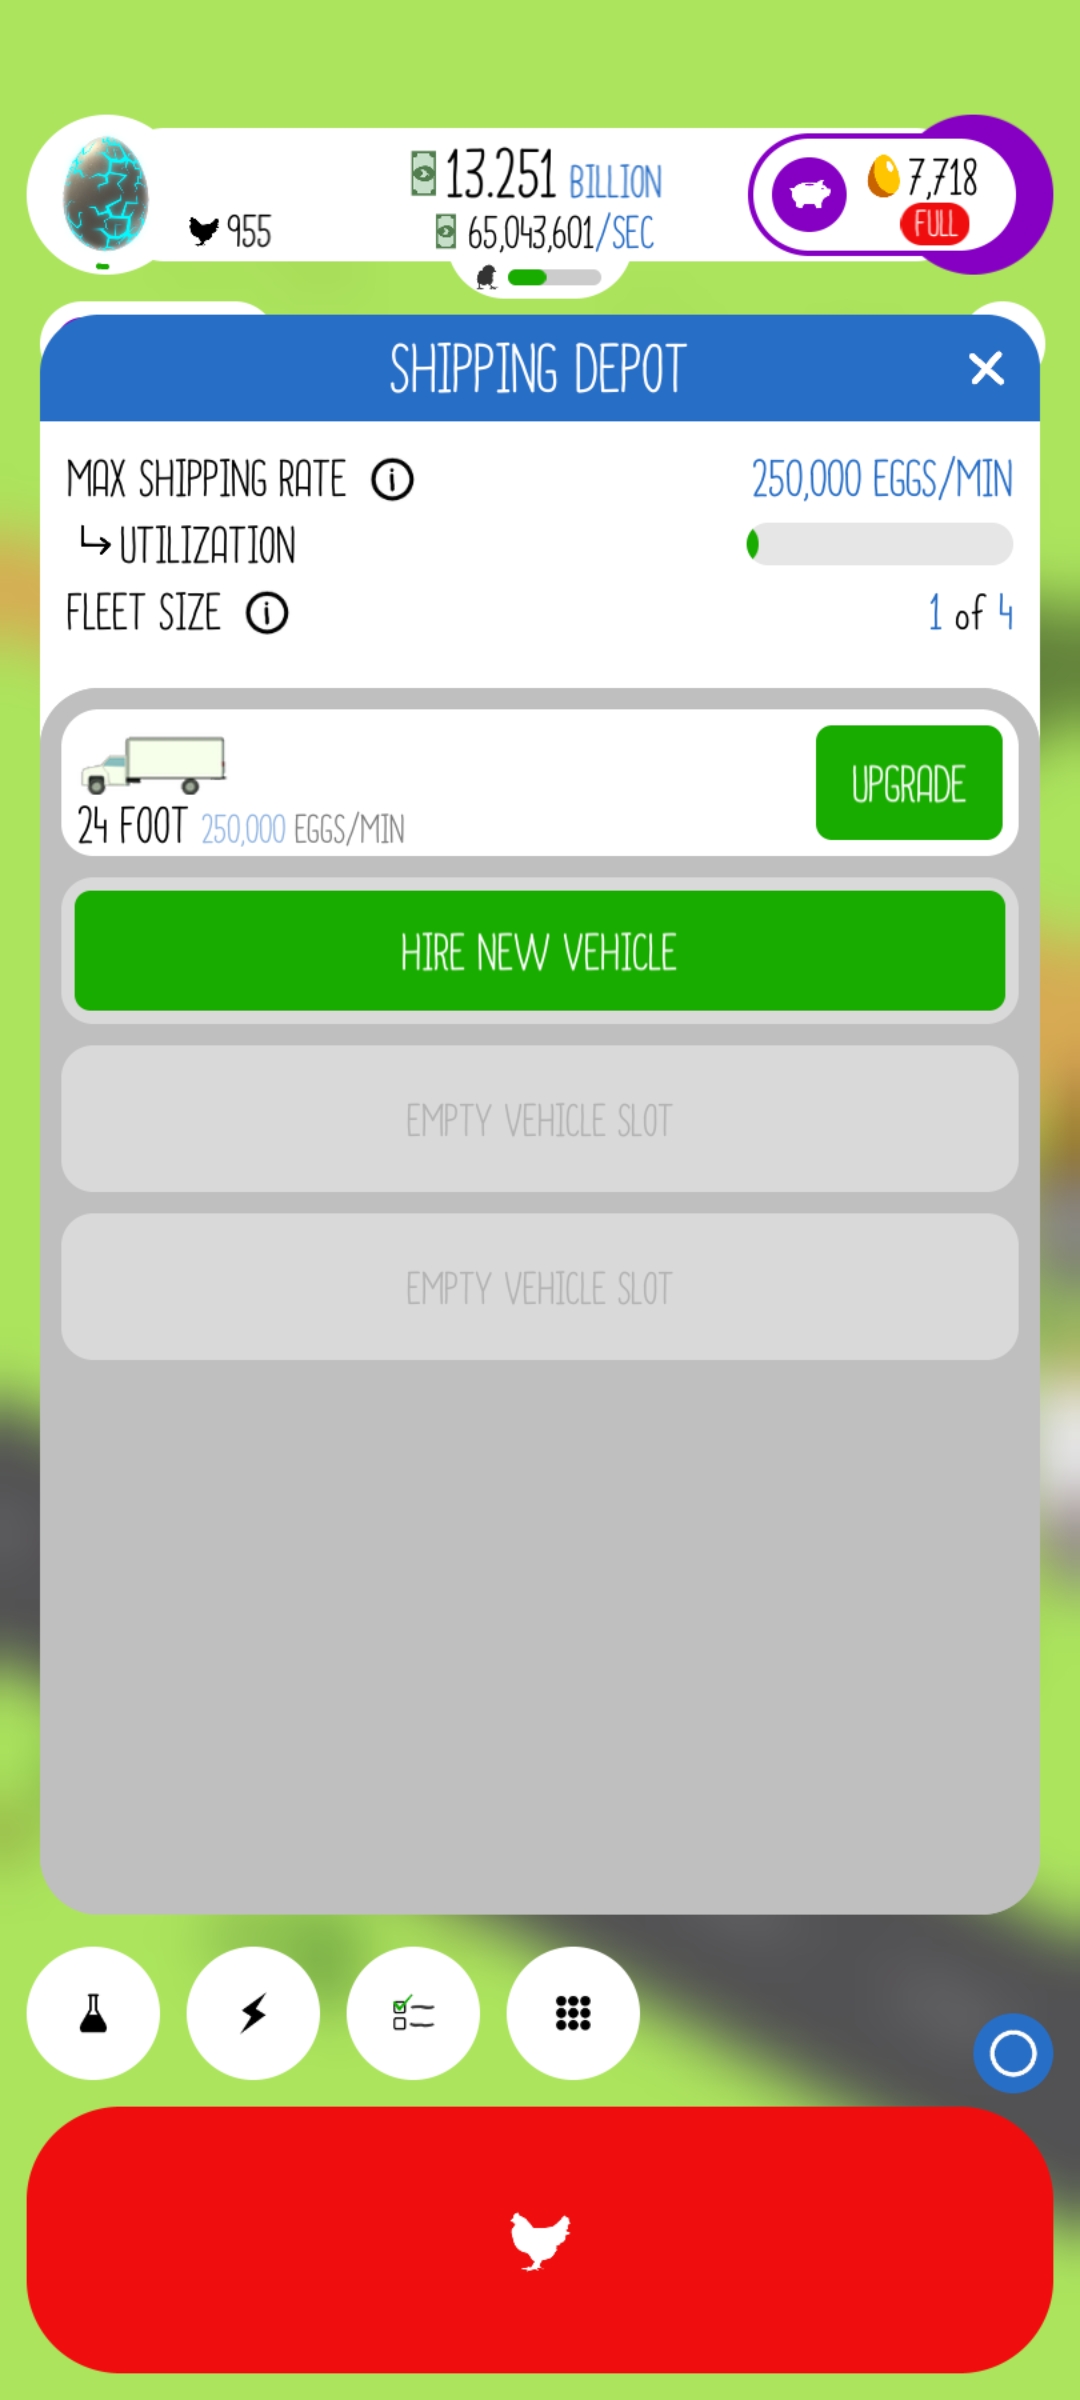 13.251 BILLION
7,718
955
65,043,601/SEC
FULL
SHIPPING DEPOT
MAX SHIPPING RATE
250,000 EGGS/MIN
UTILIZATION
FLEET SIZE
1 of 4
24 FOOT 250,000 EGGS/MIN
UPGRADE
HIRE NEW VEHICLE
EMPTY VEHICLE SLOT
EMPTY VEHICLE SLOT